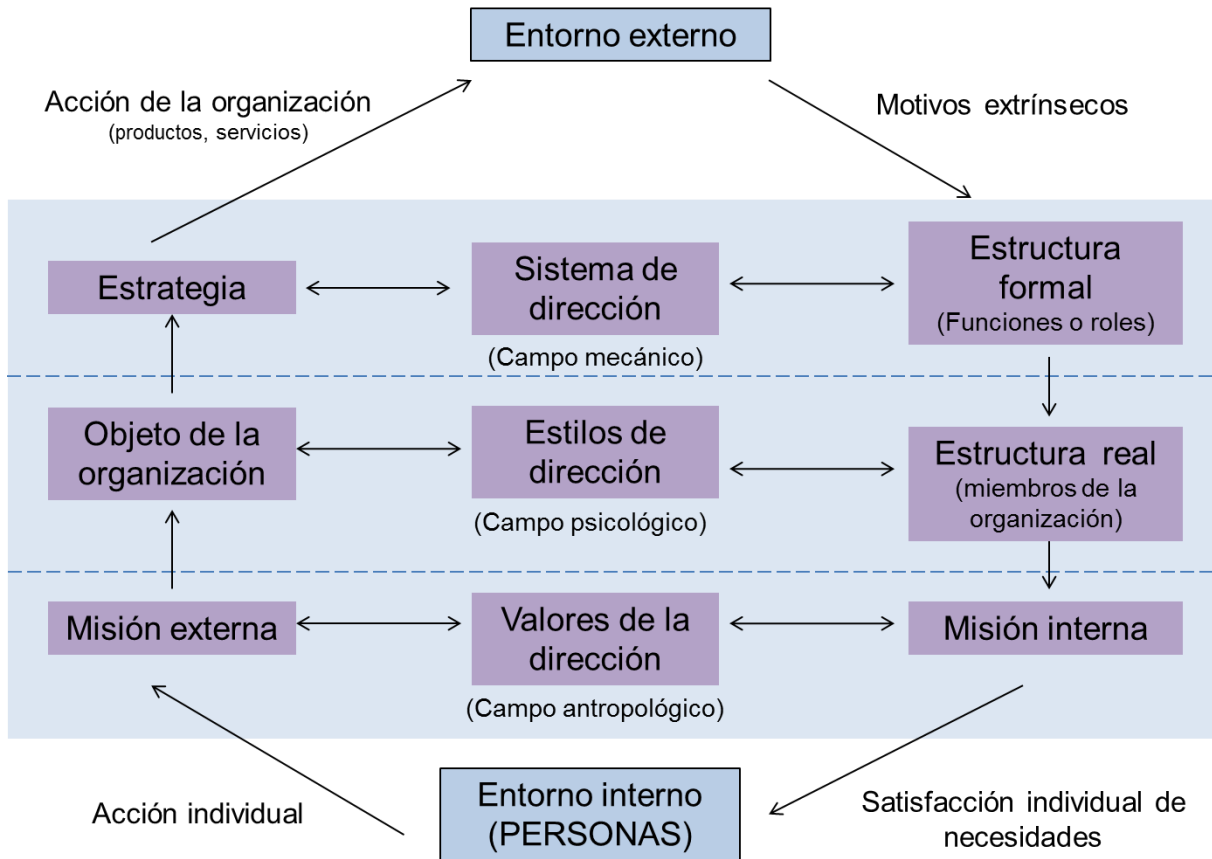 Entorno externo
Acción de la organización
(productos, servicios)
Motivos extrínsecos
Estrategia
Sistema de
dirección
(Campo mecánico)
Estructura
formal
(Funciones o roles)
Objeto de la
organización
Estilos de
dirección
(Campo psicológico)
Estructura real
(miembros de la
organización)
Misión externa
Valores de la
dirección
(Campo antropológico)
Misión interna
Acción individual
Entorno interno
(PERSONAS)
Satisfacción individual de
necesidades